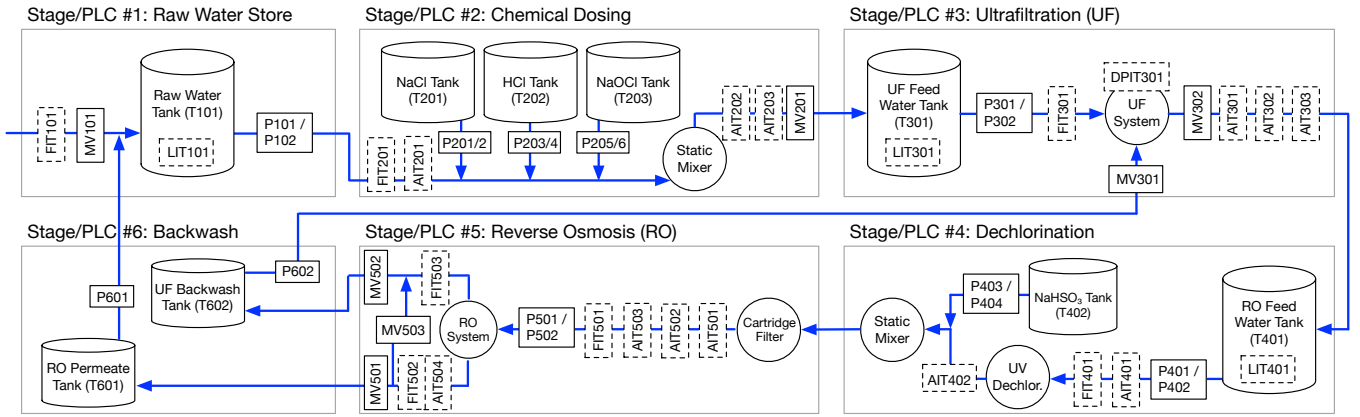 Stage/PLC #1: Raw Water Store
FIT101
MV101
Raw Water
Tank (T101)
LIT101
P101 /
P102
Stage/PLC #2: Chemical Dosing
NaCl Tank
(T201)
HCl Tank
(T202)
NaOCl Tank
(T203)
P201/2
P203/4
P205/6
FIT201
AIT201
Static
Mixer
AIT202
AIT203
MV201
Stage/PLC #3: Ultrafiltration (UF)
UF Feed
Water Tank
(T301)
LIT301
P301 /
P302
FIT301
DPIT301
UF
System
MV302
AIT301
AIT302
AIT303
MV301
Stage/PLC #6: Backwash
P601
UF Backwash
Tank (T602)
P602
RO Permeate
Tank (T601)
Stage/PLC #5: Reverse Osmosis (RO)
MV502
FIT503
MV503
RO
System
MV501
FIT502
AIT504
P501 /
P502
FIT501
AIT503
AIT502
AIT501
Cartridge
Filter
Stage/PLC #4: Dechlorination
Static
Mixer
P403 /
P404
NaHSO₃ Tank
(T402)
AIT402
UV
Dechlor.
FIT401
AIT401
P401 /
P402
RO Feed
Water Tank
(T401)
LIT401